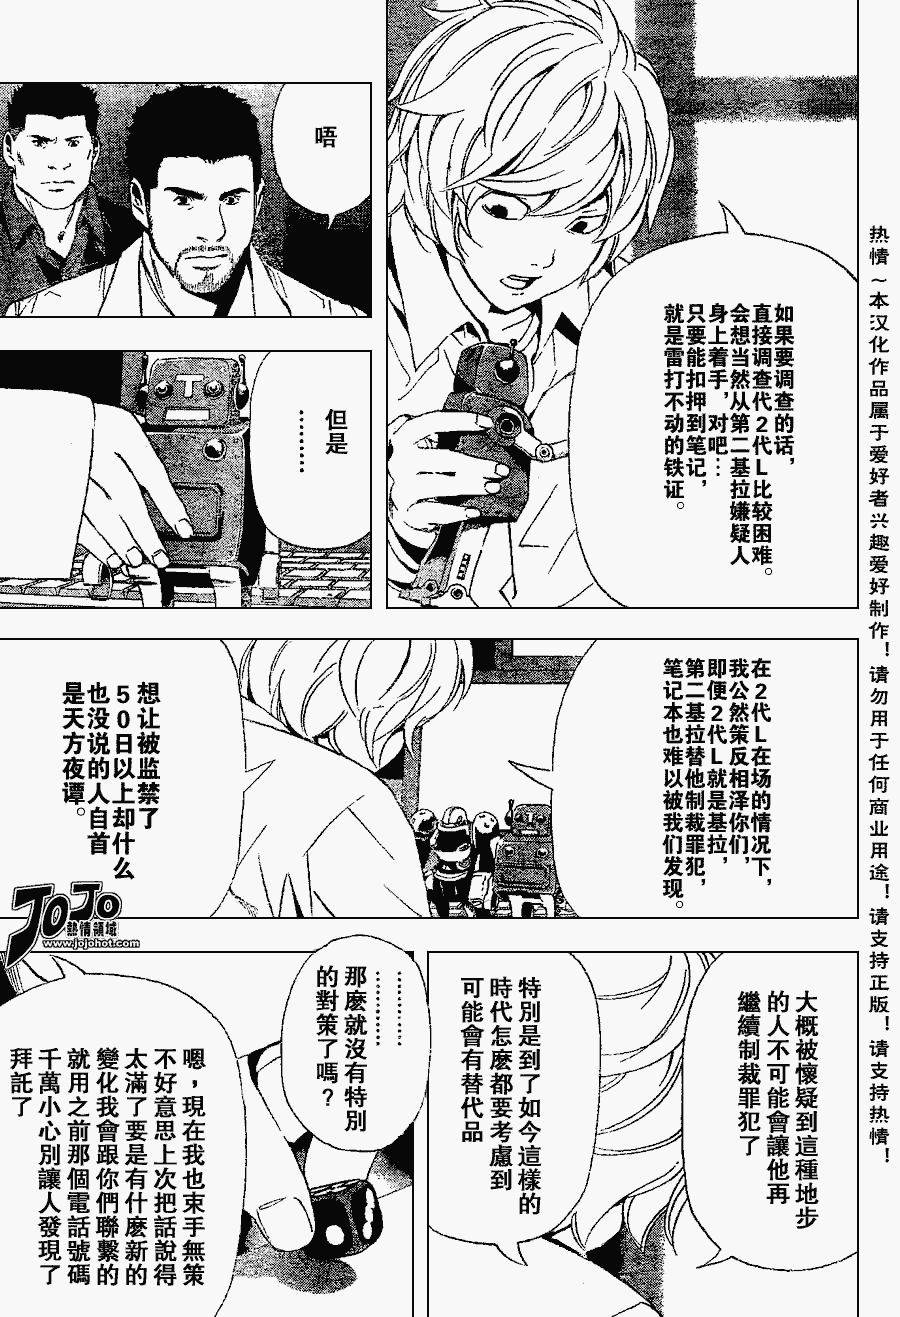 如果要调查的话，
直接调查代2代L比较困难。
会想当然从第二基拉嫌疑人
身上着手，对吧…
只要能扣押到笔记，
就是雷打不动的铁证。
唔
但是
………
在2代L在场的情况下，
我公然策反相泽你们，
即便2代L就是基拉，
第二基拉替他制裁罪犯，
笔记本也难以被我们发现。
想让被监禁了
50日以上却什么
也没说的人自首
是天方夜谭。
大概被懷疑到這種地步
的人不可能會讓他再
繼續制裁罪犯了
特別是到了如今這樣的
時代怎麽都要考慮到
可能會有替代品
…………
那麽就沒有特別
的對策了嗎？
嗯，現在我也束手無策
不好意思上次把話說得
太滿了要是有什麽新的
變化我會跟你們聯繫的
就用之前那個電話號碼
千萬小心別讓人發現了
拜託了
热情～本汉化作品属于爱好者兴趣爱好制作！请勿用于任何商业用途！请支持正版！请支持热情！
T
JOJO
熱情領域
www.jojohot.com